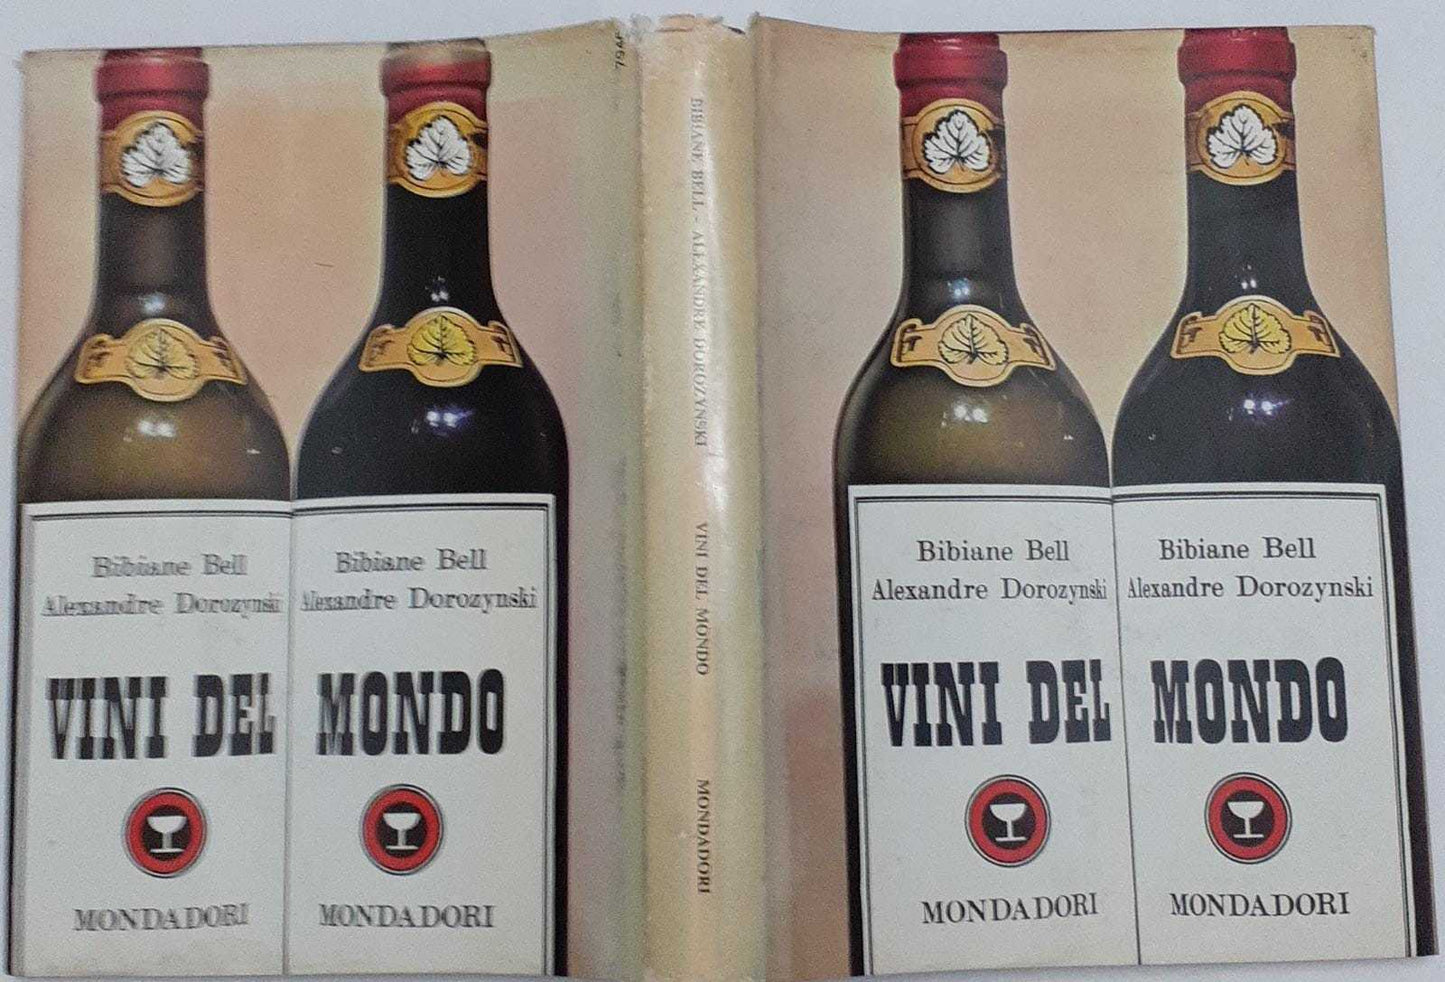 Bibiane Bell
Alexandre Dorozynski
VINI DEL
MONDADORI
Bibiane Bell
Alexandre Dorozynski
MONDO
MONDADORI
BIBIANE BELL - ALEXANDRE DOROZYNSKI VINI DEL MONDO MONDADORI
Bibiane Bell
Alexandre Dorozynski
VINI DEL
MONDADORI
Bibiane Bell
Alexandre Dorozynski
MONDO
MONDADORI